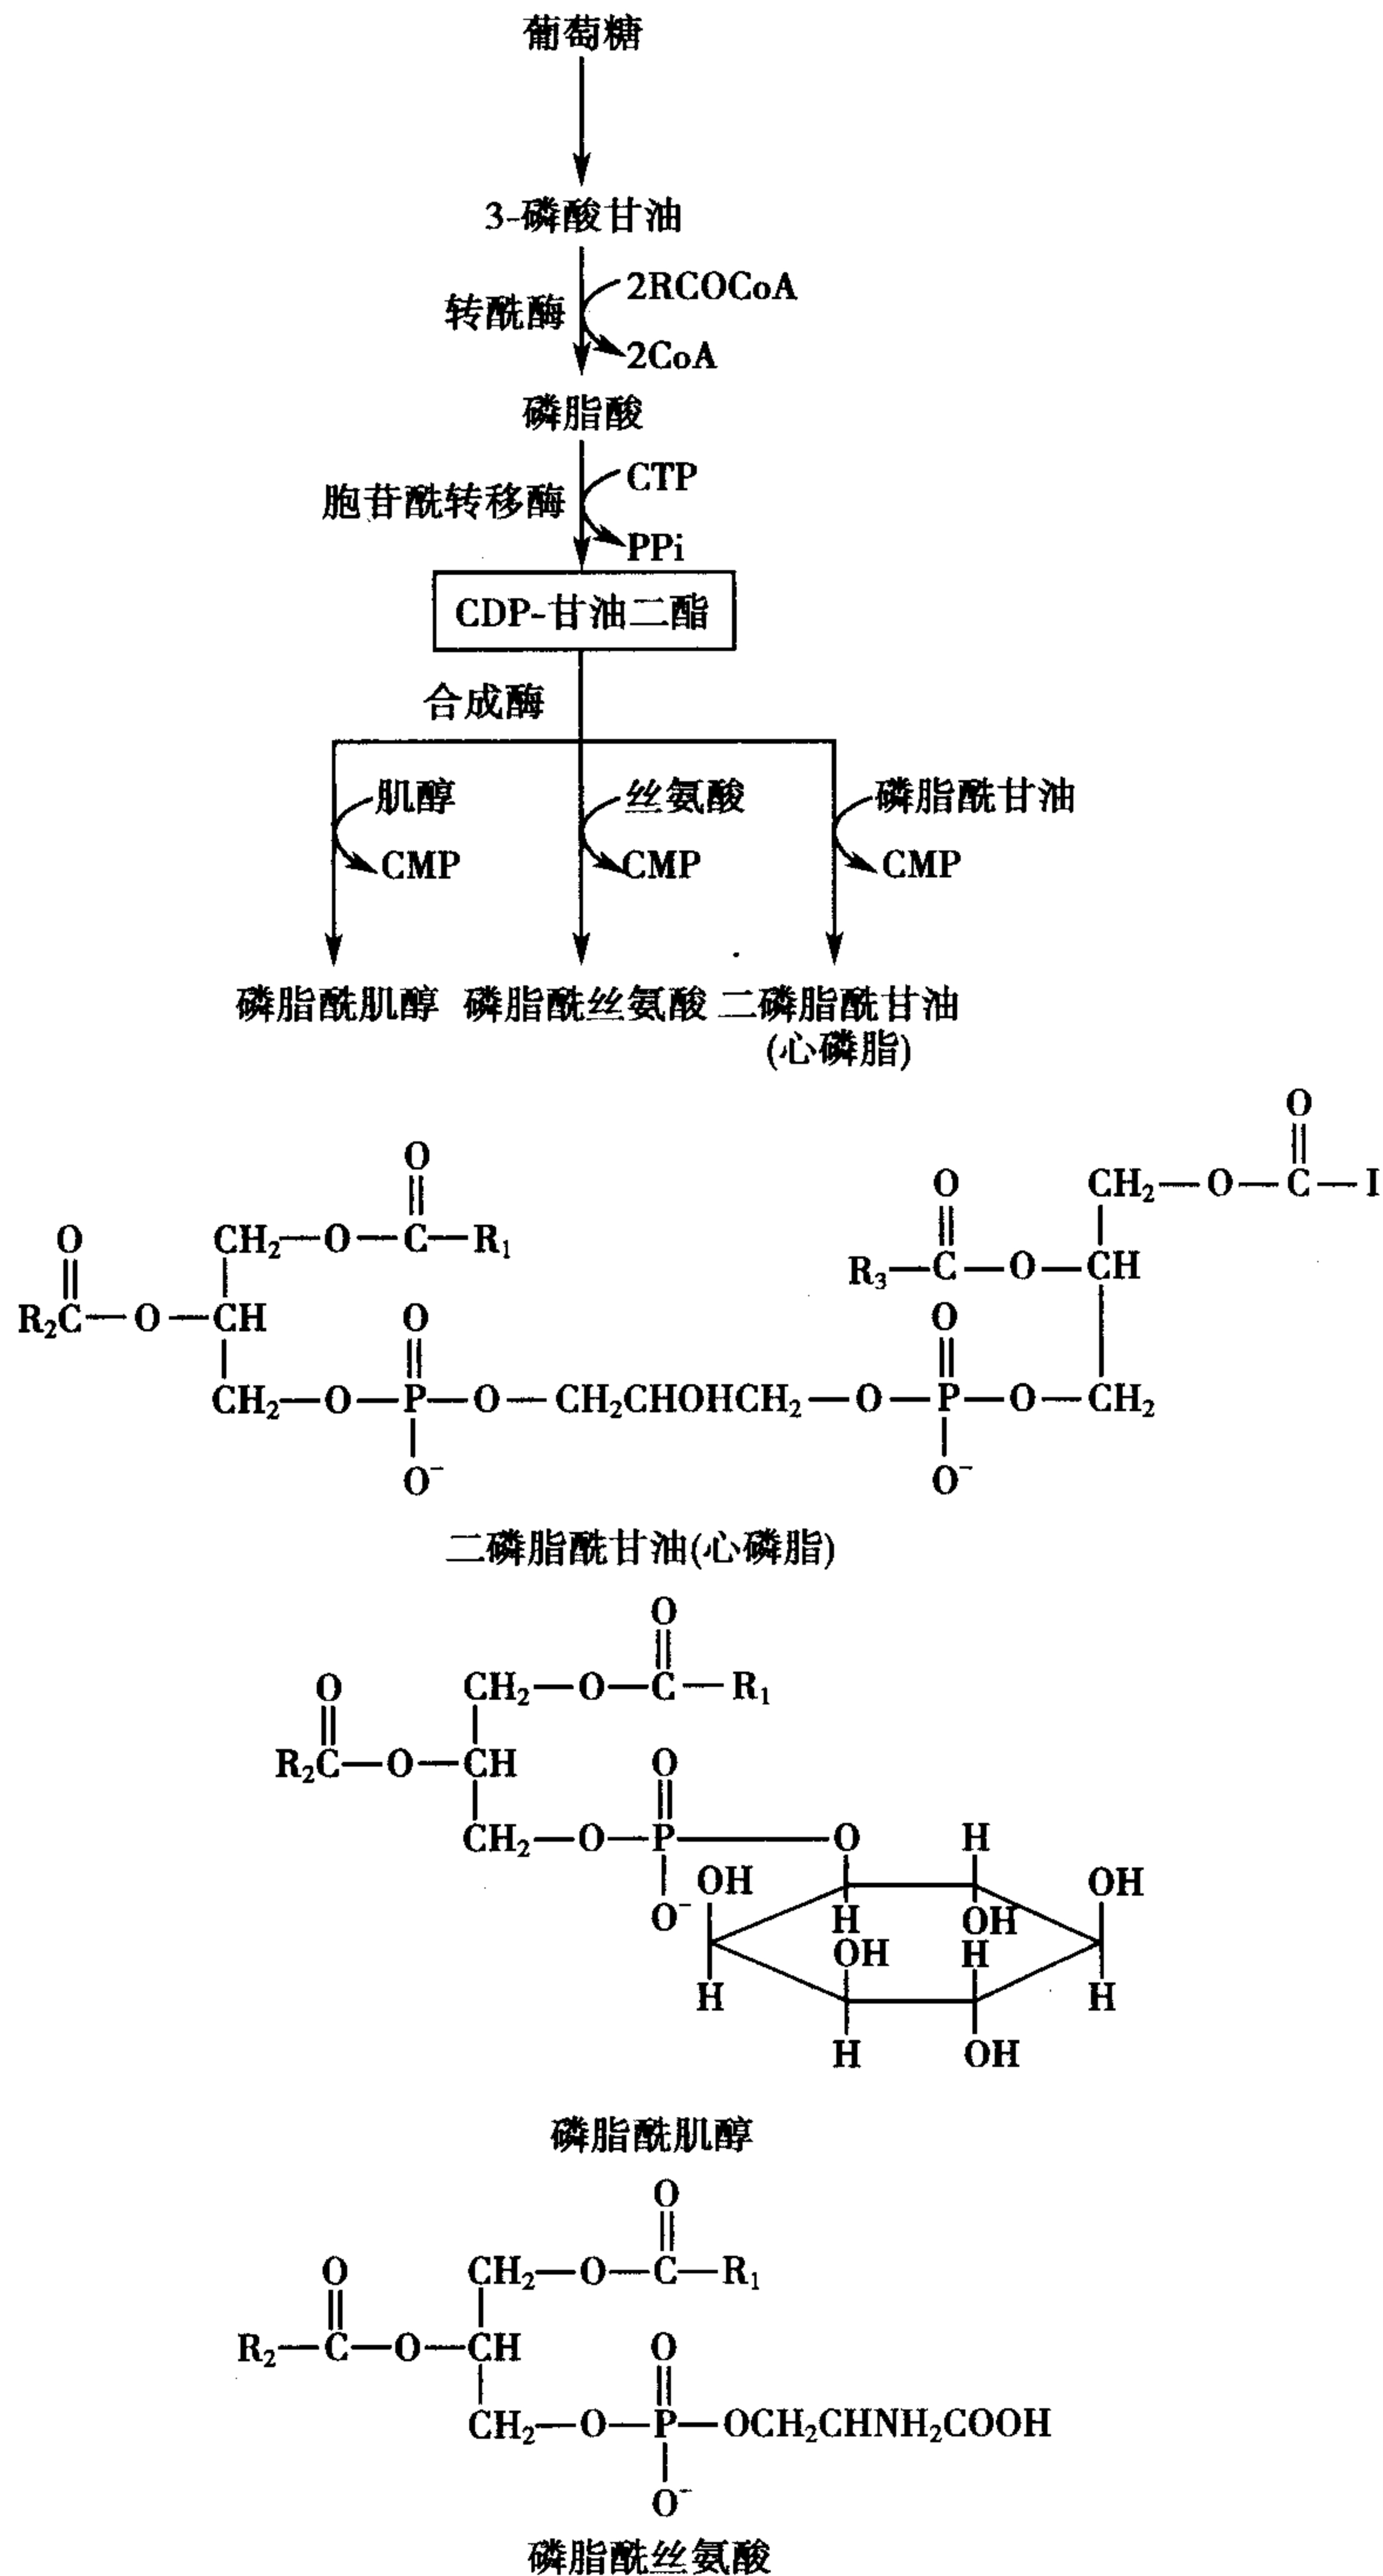 葡萄糖
3-磷酸甘油
转酰酶
2RCOCoA
2CoA
磷脂酸
胞苷酰转移酶
CTP
PPi
CDP-甘油二酯
合成酶
肌醇 丝氨酸 磷脂酰甘油
CMP CMP CMP
磷脂酰肌醇 磷脂酰丝氨酸 二磷脂酰甘油
(心磷脂)
O
O
O CH₂—O—C—I
O CH₂—O—C—R₁
R₃—C—O—CH
R₂C—O—CH O O
CH₂—O—P—O—CH₂CHOHCH₂—O—P—O—CH₂
O⁻ O⁻
二磷脂酰甘油(心磷脂)
O
O CH₂—O—C—R₁
R₂C—O—CH O
CH₂—O—P—O H
OH OH
O⁻ H OH
OH H
H H
H OH
磷脂酰肌醇
O
O CH₂—O—C—R₁
R₂—C—O—CH O
CH₂—O—P—OCH₂CHNH₂COOH
O⁻
磷脂酰丝氨酸